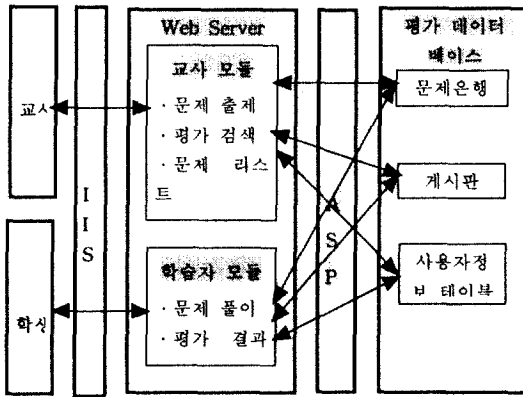 교사
학생
I
I
S
Web Server
교사 모듈
· 문제 출제
· 평가 검색
· 문제 리스
트
학습자 모듈
· 문제 풀이
· 평가 결과
A
S
P
평가 데이터
베이스
문제은행
게시판
사용자정
보 테이블